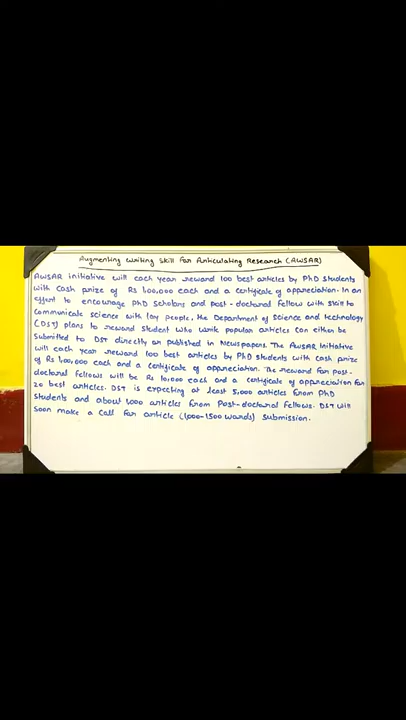 Augmenting Writing Skill for Articulating Research (AWSAR)
AWSAR initiative will each year reward 100 best articles by PhD students
with cash prize of Rs 1,00,000 each and a certificate of appreciation. In an
effort to encourage PhD scholars and post-doctoral fellow with skill to
communicate science with lay people, the Department of Science and technology
(DST) plans to reward student who write popular articles can either be
submitted to DST directly or published in Newspapers. The AWSAR Initiative
will each year reward 100 best articles by PhD students with cash prize
of Rs 1,00,000 each and a certificate of appreciation. The reward for post-
doctoral fellows will be Rs 10,000 each and a certificate of appreciation for
20 best articles. DST is expecting at least 5,000 articles from PhD
students and about 1,000 articles from Post-doctoral Fellows. DST will
soon make a call for article (1,000-1500 words) submission.